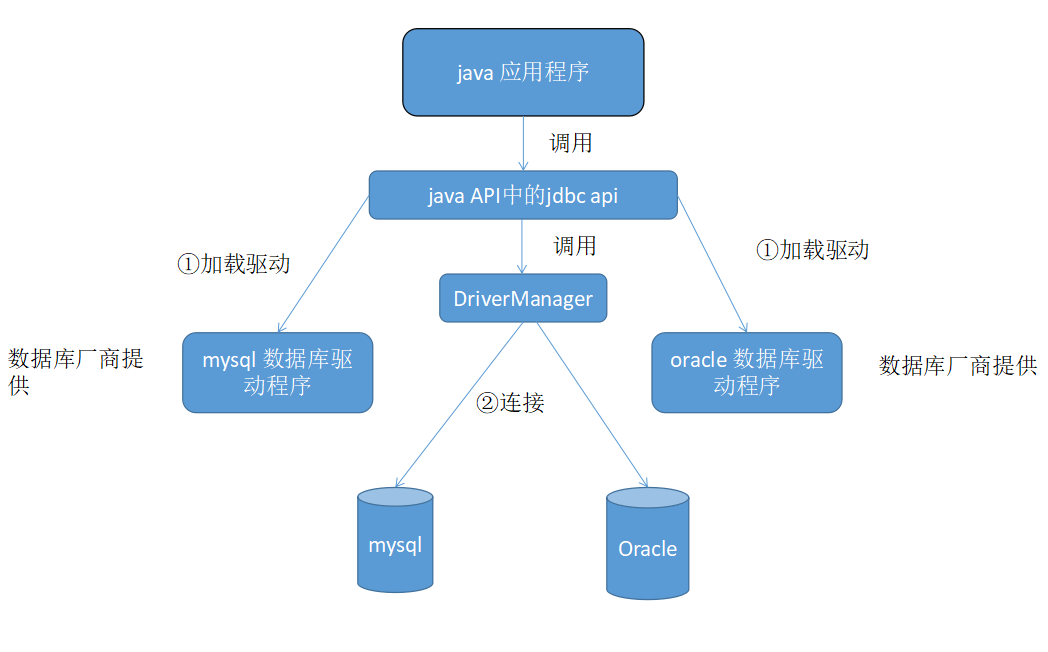 java 应用程序
调用
java API中的jdbc api
调用
①加载驱动
①加载驱动
DriverManager
数据库厂商提
供
mysql 数据库驱
动程序
oracle 数据库驱
动程序
数据库厂商提供
②连接
mysql
Oracle